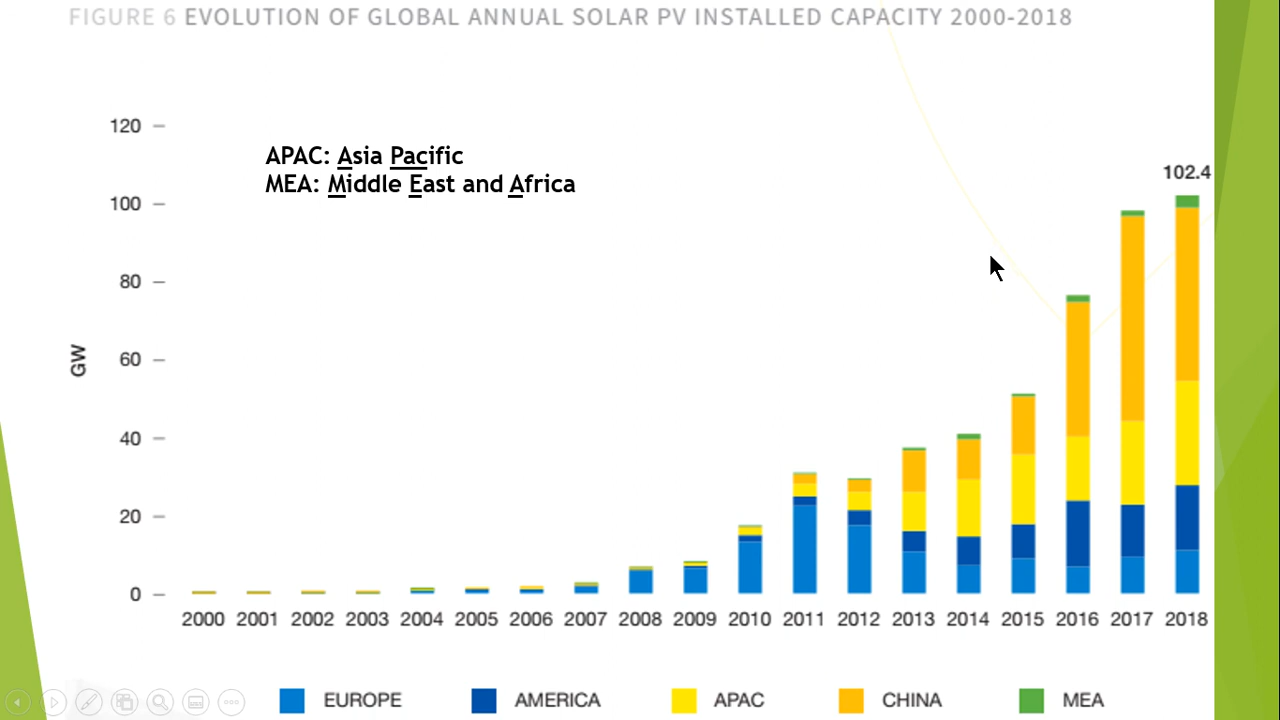 FIGURE 6 EVOLUTION OF GLOBAL ANNUAL SOLAR PV INSTALLED CAPACITY 2000-2018
120
APAC: Asia Pacific
MEA: Middle East and Africa
102.4
100
80
60
GW
40
20
0
2000 2001 2002 2003 2004 2005 2006 2007 2008 2009 2010 2011 2012 2013 2014 2015 2016 2017 2018
EUROPE AMERICA APAC CHINA MEA